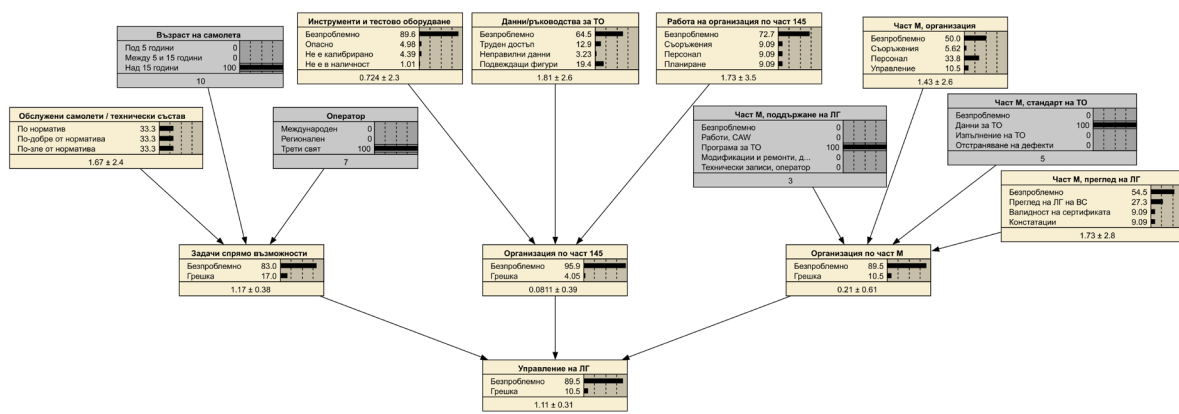 Възраст на самолета
Под 5 години 0
Между 5 и 15 години 0
Над 15 години 100
10
Инструменти и тестово оборудване
Безпроблемно 89.6
Опасно 4.98
Не е калибрирано 4.39
Не е в наличност 1.01
0.724 ± 2.3
Данни/ръководства за ТО
Безпроблемно 64.5
Труден достъп 12.9
Неправилни данни 3.23
Подвеждащи фигури 19.4
1.81 ± 2.6
Работа на организация по част 145
Безпроблемно 72.7
Съоръжения 9.09
Персонал 9.09
Планиране 9.09
1.73 ± 3.5
Част М, организация
Безпроблемно 50.0
Съоръжения 5.62
Персонал 33.8
Управление 10.5
1.43 ± 2.6
Обслужени самолети / технически състав
По норматив 33.3
По-добре от норматива 33.3
По-зле от норматива 33.3
1.67 ± 2.4
Оператор
Международен 0
Регионален 0
Трети свят 100
7
Част М, поддържане на ЛГ
Безпроблемно 0
Работи, CAW 0
Програма за ТО 100
Модификации и ремонти, д... 0
Технически записи, оператор 0
3
Част М, стандарт на ТО
Безпроблемно 0
Данни за ТО 100
Изпълнение на ТО 0
Отстраняване на дефекти 0
5
Част М, преглед на ЛГ
Безпроблемно 54.5
Преглед на ЛГ на ВС 27.3
Валидност на сертификата 9.09
Констатации 9.09
1.73 ± 2.8
Задачи спрямо възможности
Безпроблемно 83.0
Грешка 17.0
1.17 ± 0.38
Организация по част 145
Безпроблемно 95.9
Грешка 4.05
0.0811 ± 0.39
Организация по част М
Безпроблемно 89.5
Грешка 10.5
0.21 ± 0.61
Управление на ЛГ
Безпроблемно 89.5
Грешка 10.5
1.11 ± 0.31